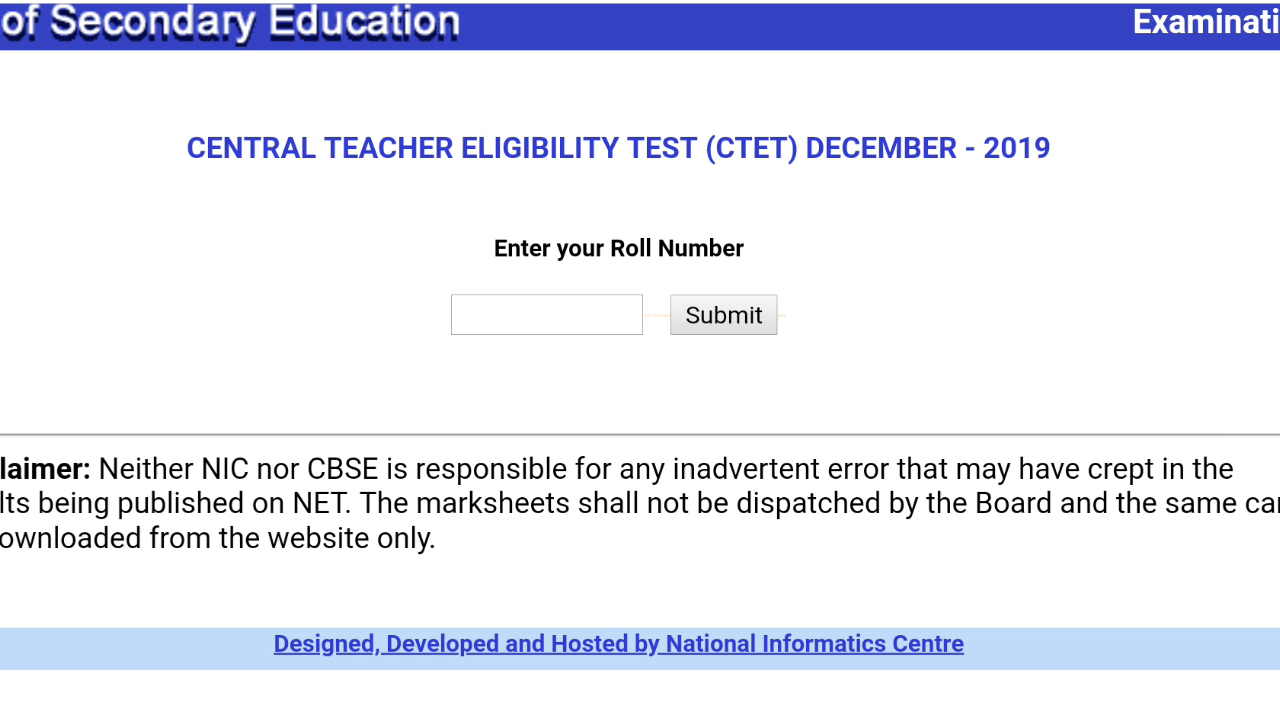 of Secondary Education
Examinati
CENTRAL TEACHER ELIGIBILITY TEST (CTET) DECEMBER - 2019
Enter your Roll Number
Submit
laimer: Neither NIC nor CBSE is responsible for any inadvertent error that may have crept in the
lts being published on NET. The marksheets shall not be dispatched by the Board and the same can
ownloaded from the website only.
Designed, Developed and Hosted by National Informatics Centre